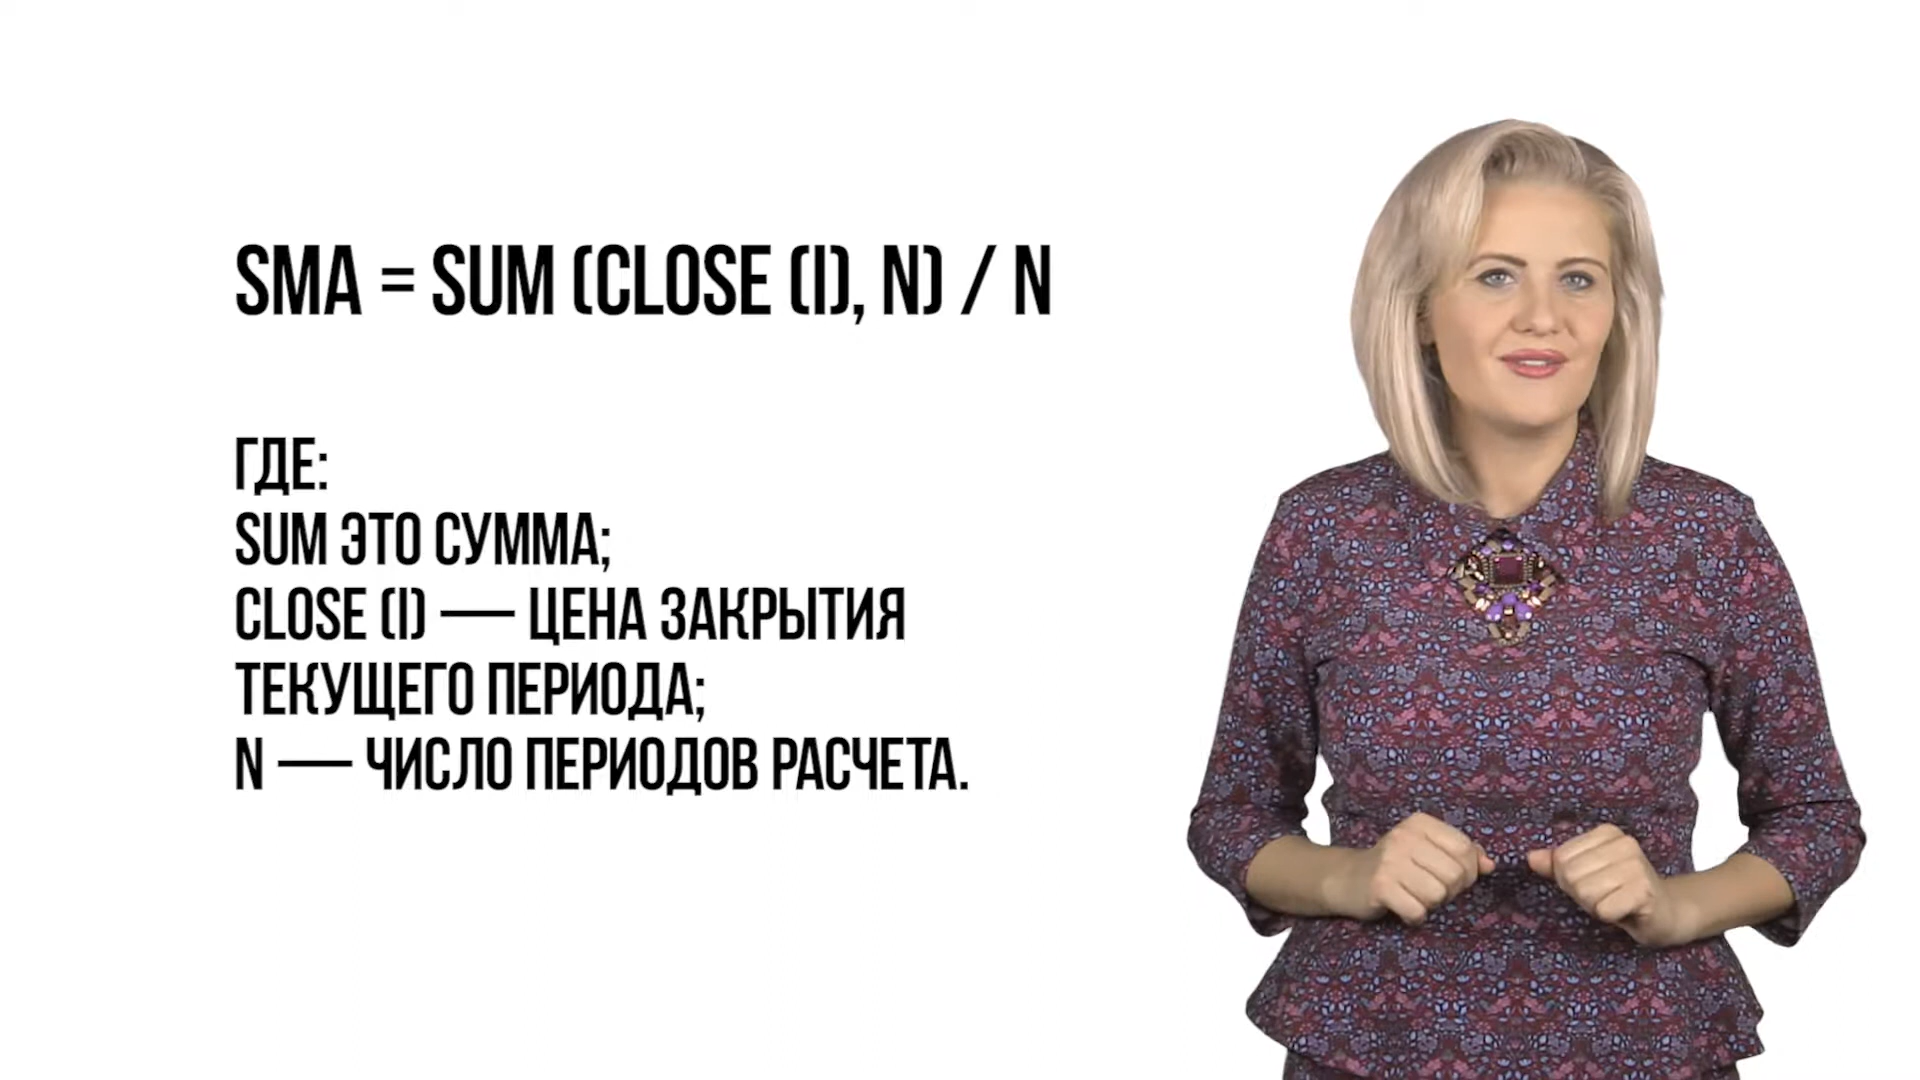 SMA = SUM (CLOSE (I), N) / N
ГДЕ:
SUM ЭТО СУММА;
CLOSE (I) — ЦЕНА ЗАКРЫТИЯ
ТЕКУЩЕГО ПЕРИОДА;
N — ЧИСЛО ПЕРИОДОВ РАСЧЕТА.